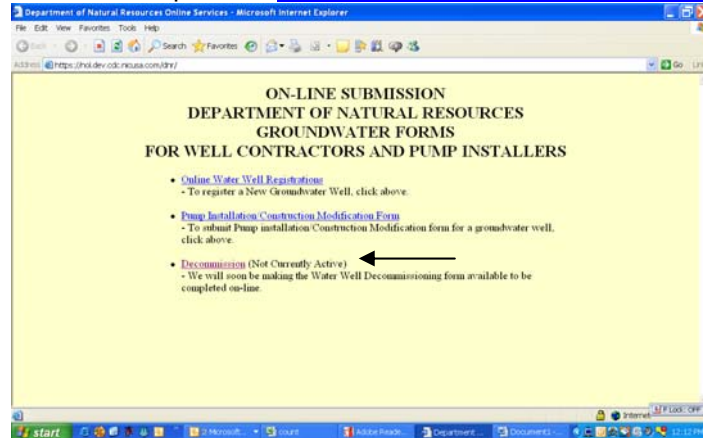 Department of Natural Resources Online Services - Microsoft Internet Explorer
File Edit View Favorites Tools Help
Back Search Favorites
Address https://nol.dev.cdc.nicusa.com/dnr/ Go
ON-LINE SUBMISSION
DEPARTMENT OF NATURAL RESOURCES
GROUNDWATER FORMS
FOR WELL CONTRACTORS AND PUMP INSTALLERS
• Online Water Well Registrations
- To register a New Groundwater Well, click above.
• Pump Installation/Construction Modification Form
- To submit Pump installation/Construction Modification form for a groundwater well,
click above.
• Decommission (Not Currently Active)
- We will soon be making the Water Well Decommissioning form available to be
completed on-line.
Internet
start 2 Microsoft... count Adobe Reade... Department ... Document1 - ... 12:12 PM